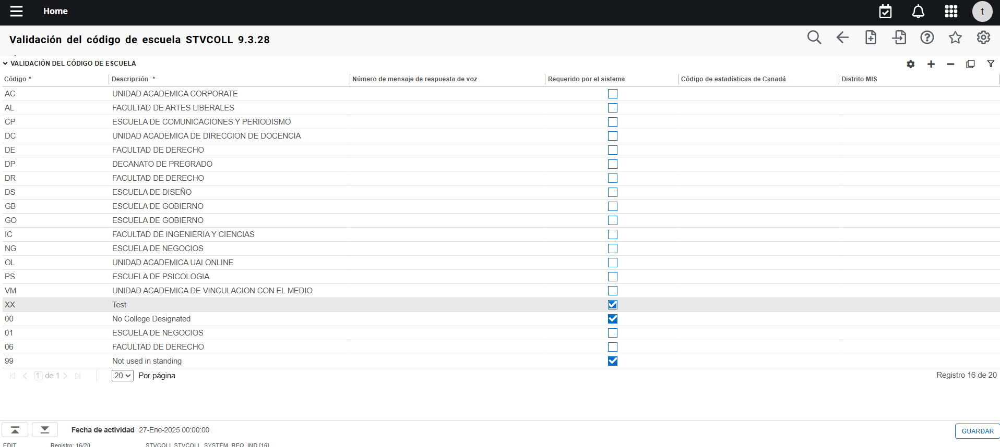 Home
t
Validación del código de escuela STVCOLL 9.3.28
VALIDACIÓN DEL CÓDIGO DE ESCUELA
Código * Descripción * Número de mensaje de respuesta de voz Requerido por el sistema Código de estadísticas de Canadá Distrito MIS
AC UNIDAD ACADEMICA CORPORATE
AL FACULTAD DE ARTES LIBERALES
CP ESCUELA DE COMUNICACIONES Y PERIODISMO
DC UNIDAD ACADEMICA DE DIRECCION DE DOCENCIA
DE FACULTAD DE DERECHO
DP DECANATO DE PREGRADO
DR FACULTAD DE DERECHO
DS ESCUELA DE DISEÑO
GB ESCUELA DE GOBIERNO
GO ESCUELA DE GOBIERNO
IC FACULTAD DE INGENIERIA Y CIENCIAS
NG ESCUELA DE NEGOCIOS
OL UNIDAD ACADEMICA UAI ONLINE
PS ESCUELA DE PSICOLOGIA
VM UNIDAD ACADEMICA DE VINCULACION CON EL MEDIO
XX Test
00 No College Designated
01 ESCUELA DE NEGOCIOS
06 FACULTAD DE DERECHO
99 Not used in standing
1 de 1 20 Por página Registro 16 de 20
Fecha de actividad 27-Ene-2025 00:00:00 GUARDAR
EDIT Registro: 16/20 STVCOLL.STVCOLL_SYSTEM_REQ_IND [16]